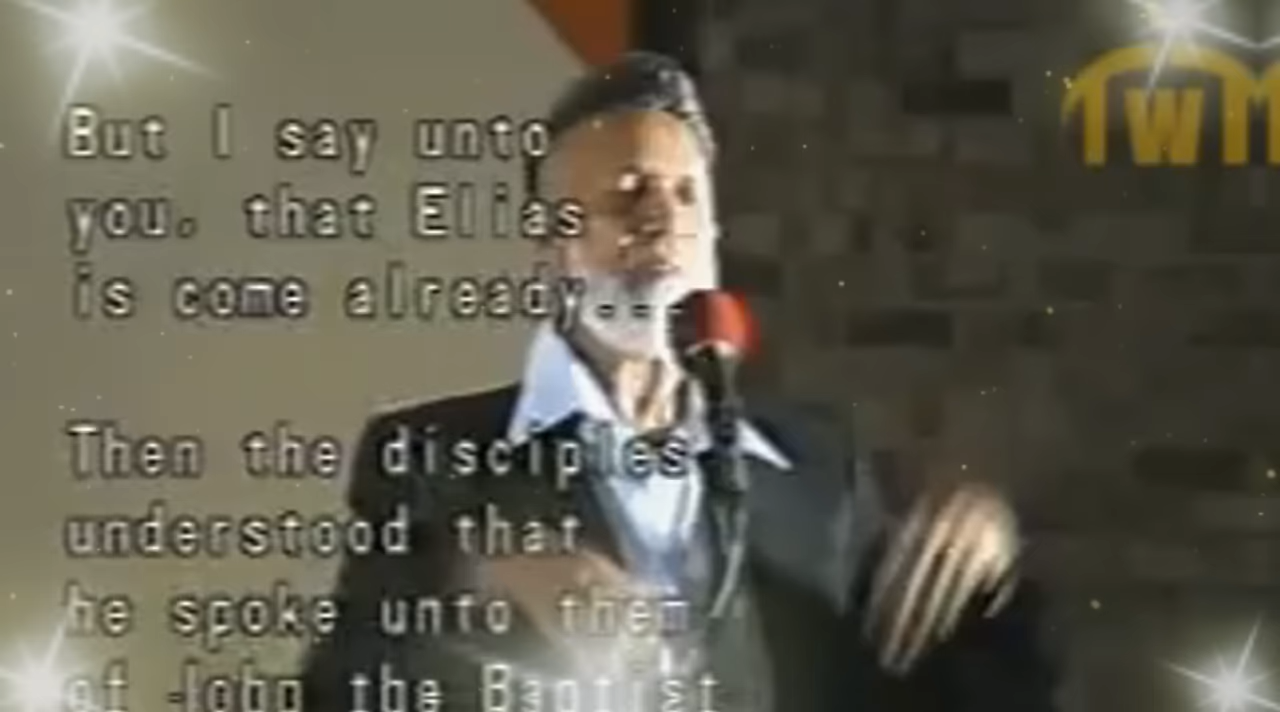 But I say unto
you, that Elias
is come already...
Then the disciples
understood that
he spoke unto them
of John the Baptist
TWM